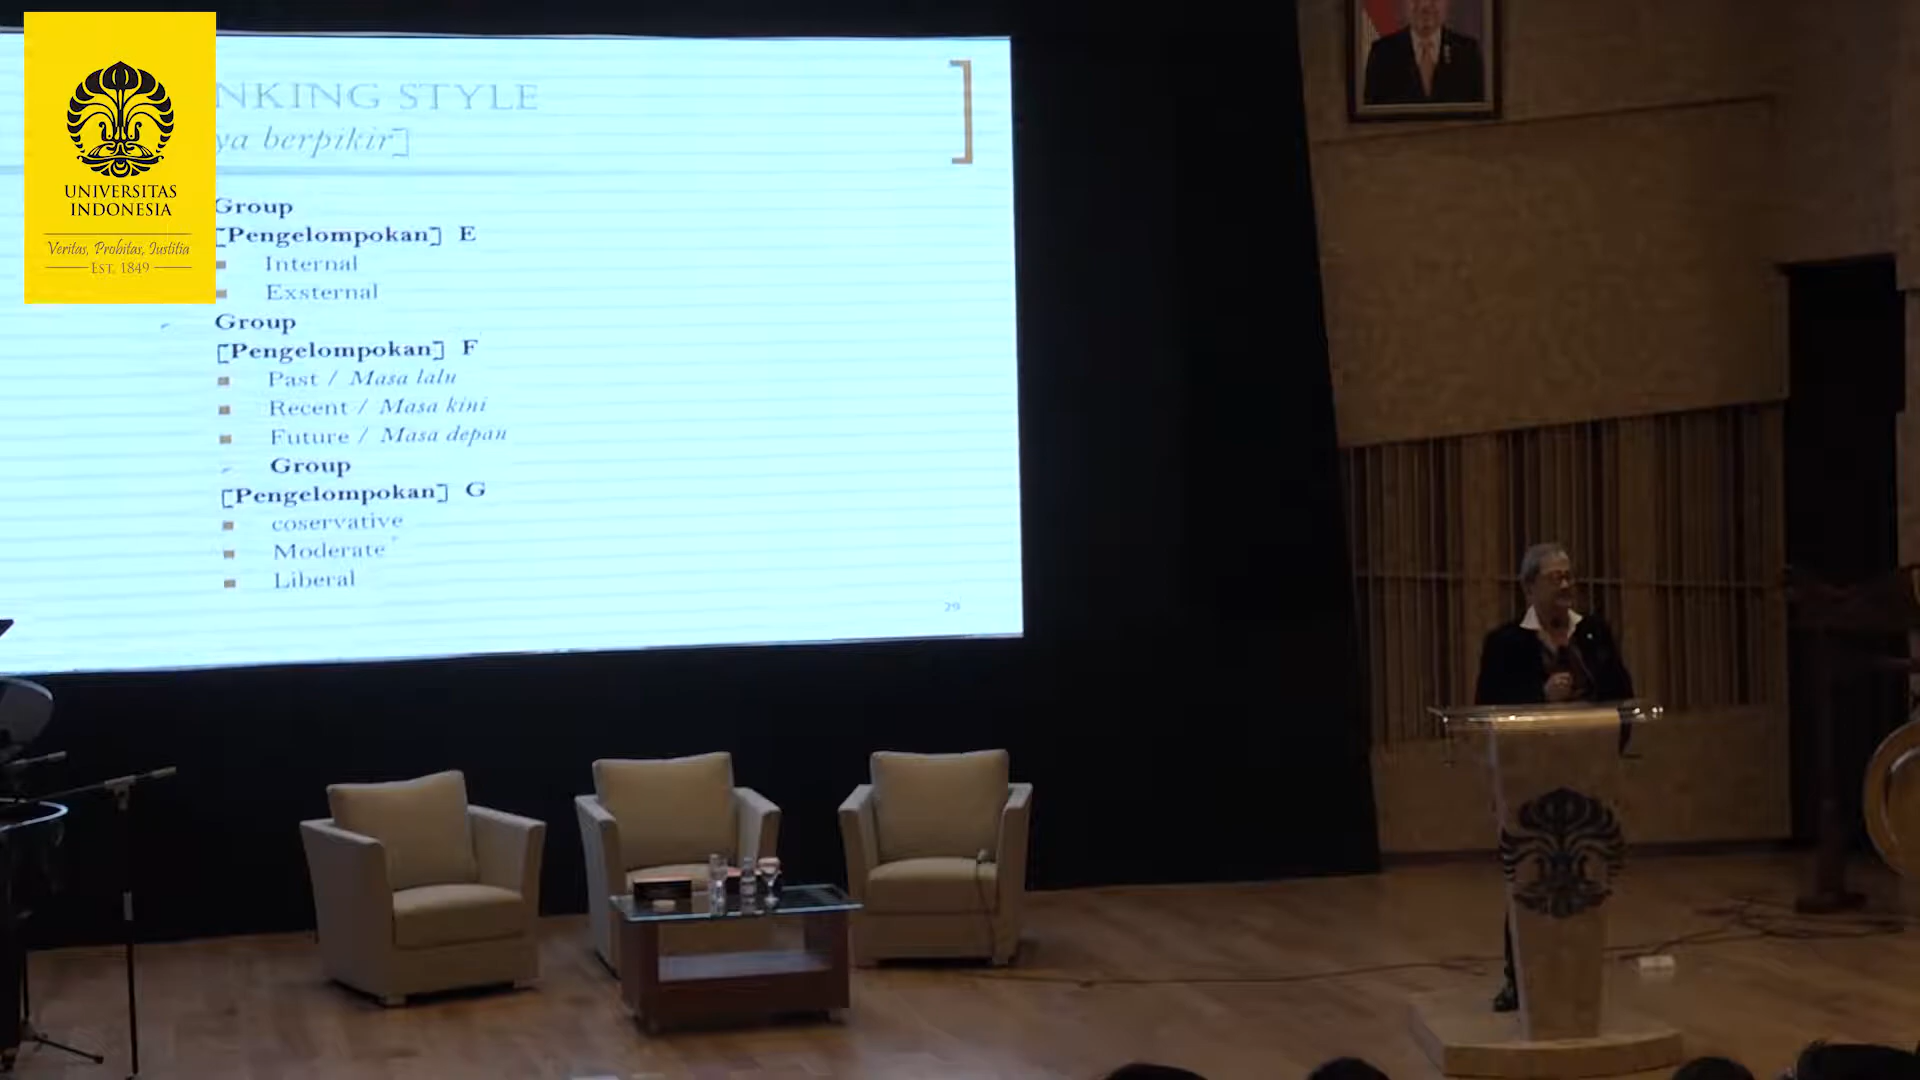 UNIVERSITAS
INDONESIA
Veritas, Probitas, Iustitia
EST. 1849
NKING STYLE
ya berpikir]
Group
[Pengelompokan] E
Internal
Exsternal
Group
[Pengelompokan] F
Past / Masa lalu
Recent / Masa kini
Future / Masa depan
Group
[Pengelompokan] G
coservative
Moderate
Liberal
29